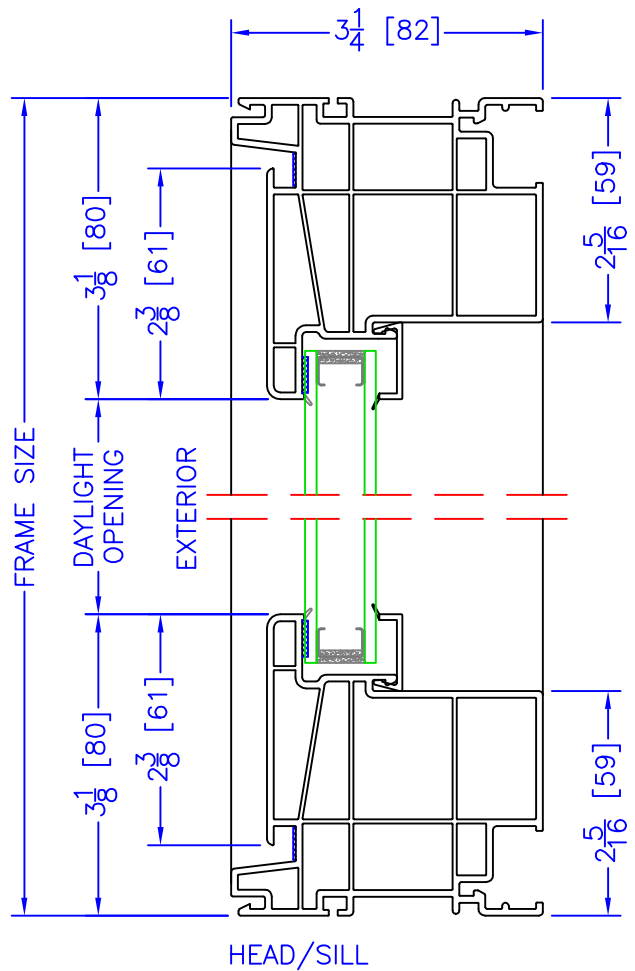 3 1/4 [82]
3 1/8 [80]
2 3/8 [61]
2 5/16 [59]
FRAME SIZE
DAYLIGHT
OPENING
EXTERIOR
3 1/8 [80]
2 3/8 [61]
2 5/16 [59]
HEAD/SILL